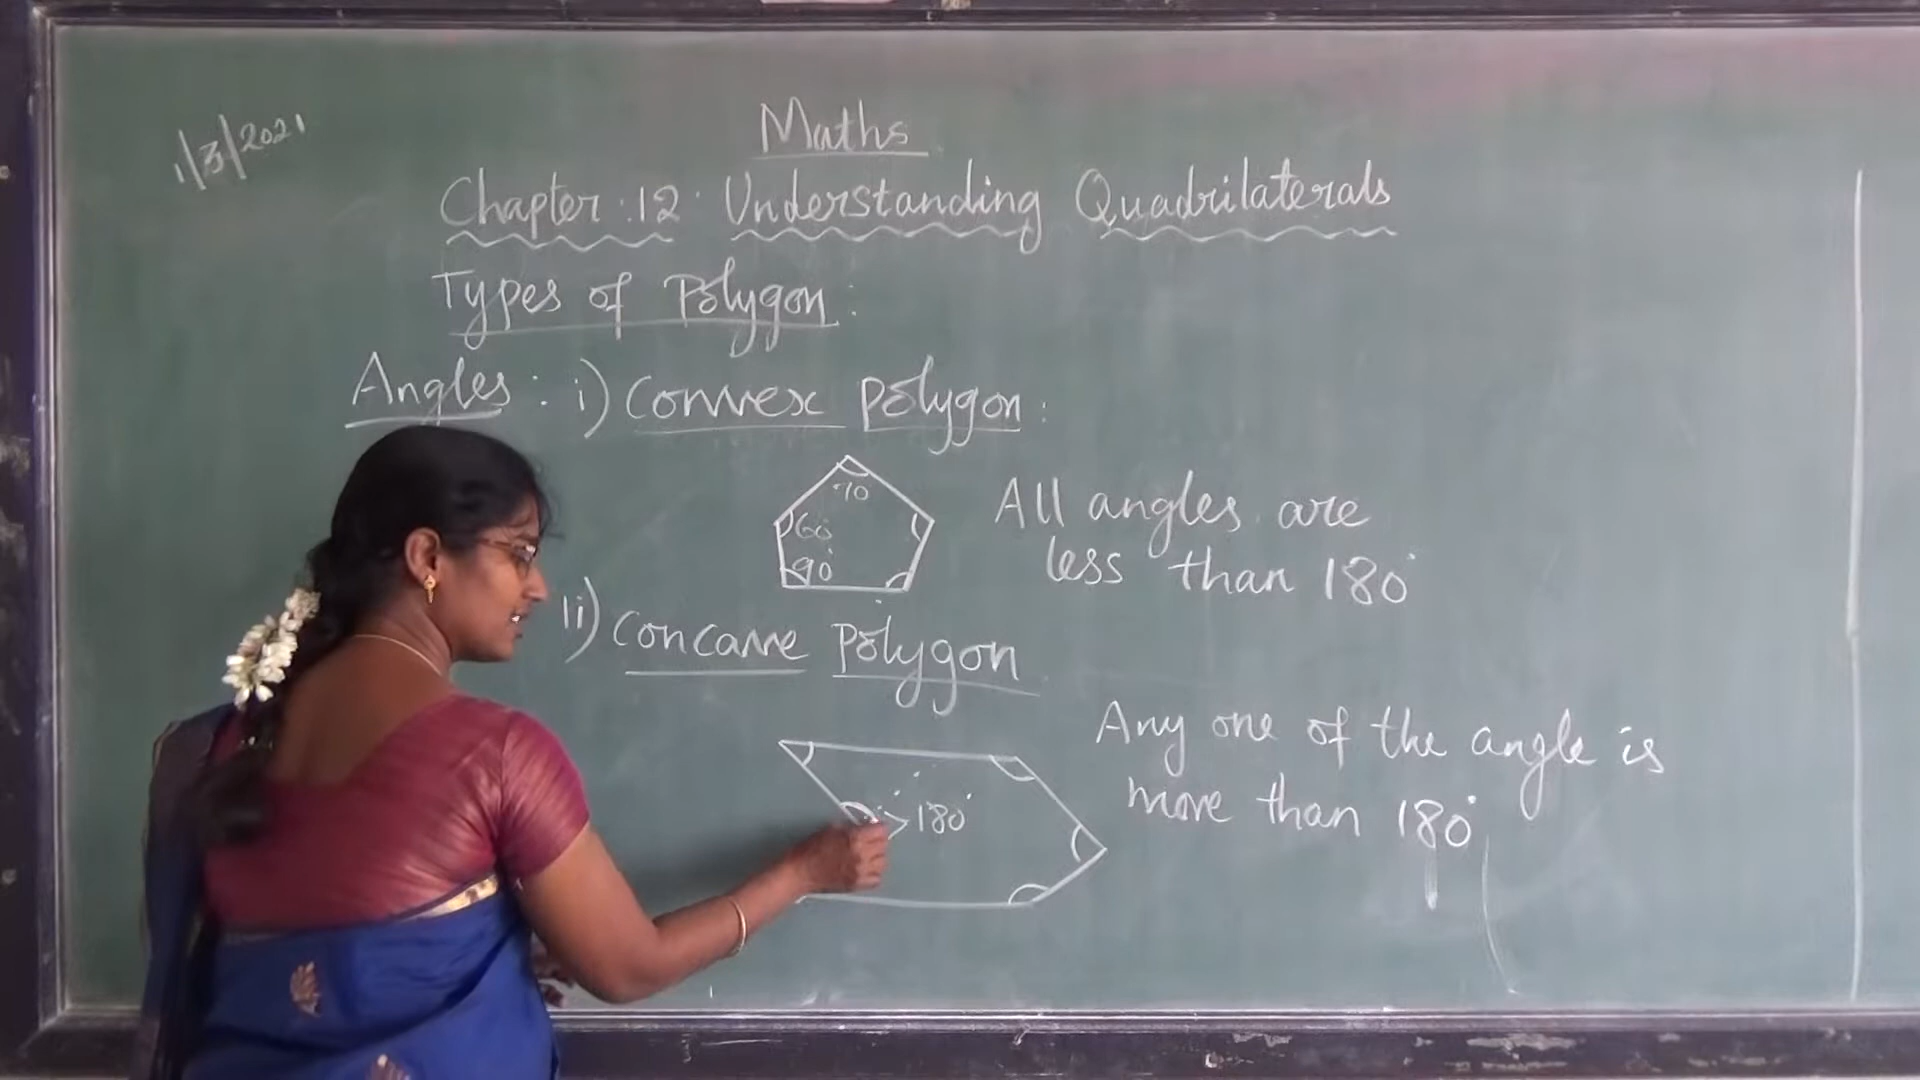 1/3/2021
Maths
Chapter : 12 Understanding Quadrilaterals
Types of Polygon :
Angles : i) Convex polygon :
70
60°
90°
All angles are
less than 180°
ii) Concave polygon
>180°
Any one of the angle is
more than 180°